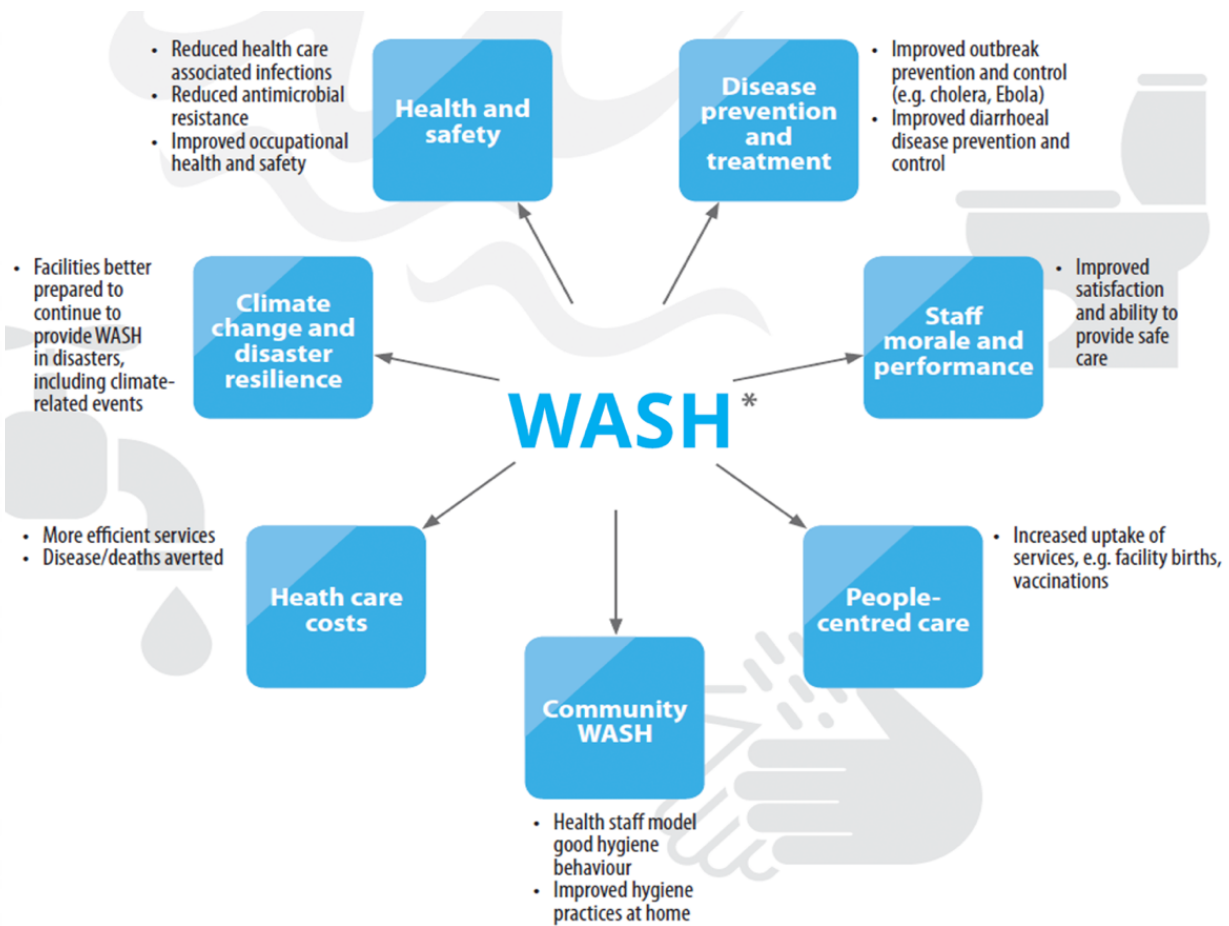 • Reduced health care
associated infections
• Reduced antimicrobial
resistance
• Improved occupational
health and safety
Health and
safety
Disease
prevention
and
treatment
• Improved outbreak
prevention and control
(e.g. cholera, Ebola)
• Improved diarrhoeal
disease prevention and
control
• Facilities better
prepared to
continue to
provide WASH
in disasters,
including climate-
related events
Climate
change and
disaster
resilience
Staff
morale and
performance
• Improved
satisfaction
and ability to
provide safe
care
WASH*
• More efficient services
• Disease/deaths averted
Heath care
costs
People-
centred care
• Increased uptake of
services, e.g. facility births,
vaccinations
Community
WASH
• Health staff model
good hygiene
behaviour
• Improved hygiene
practices at home